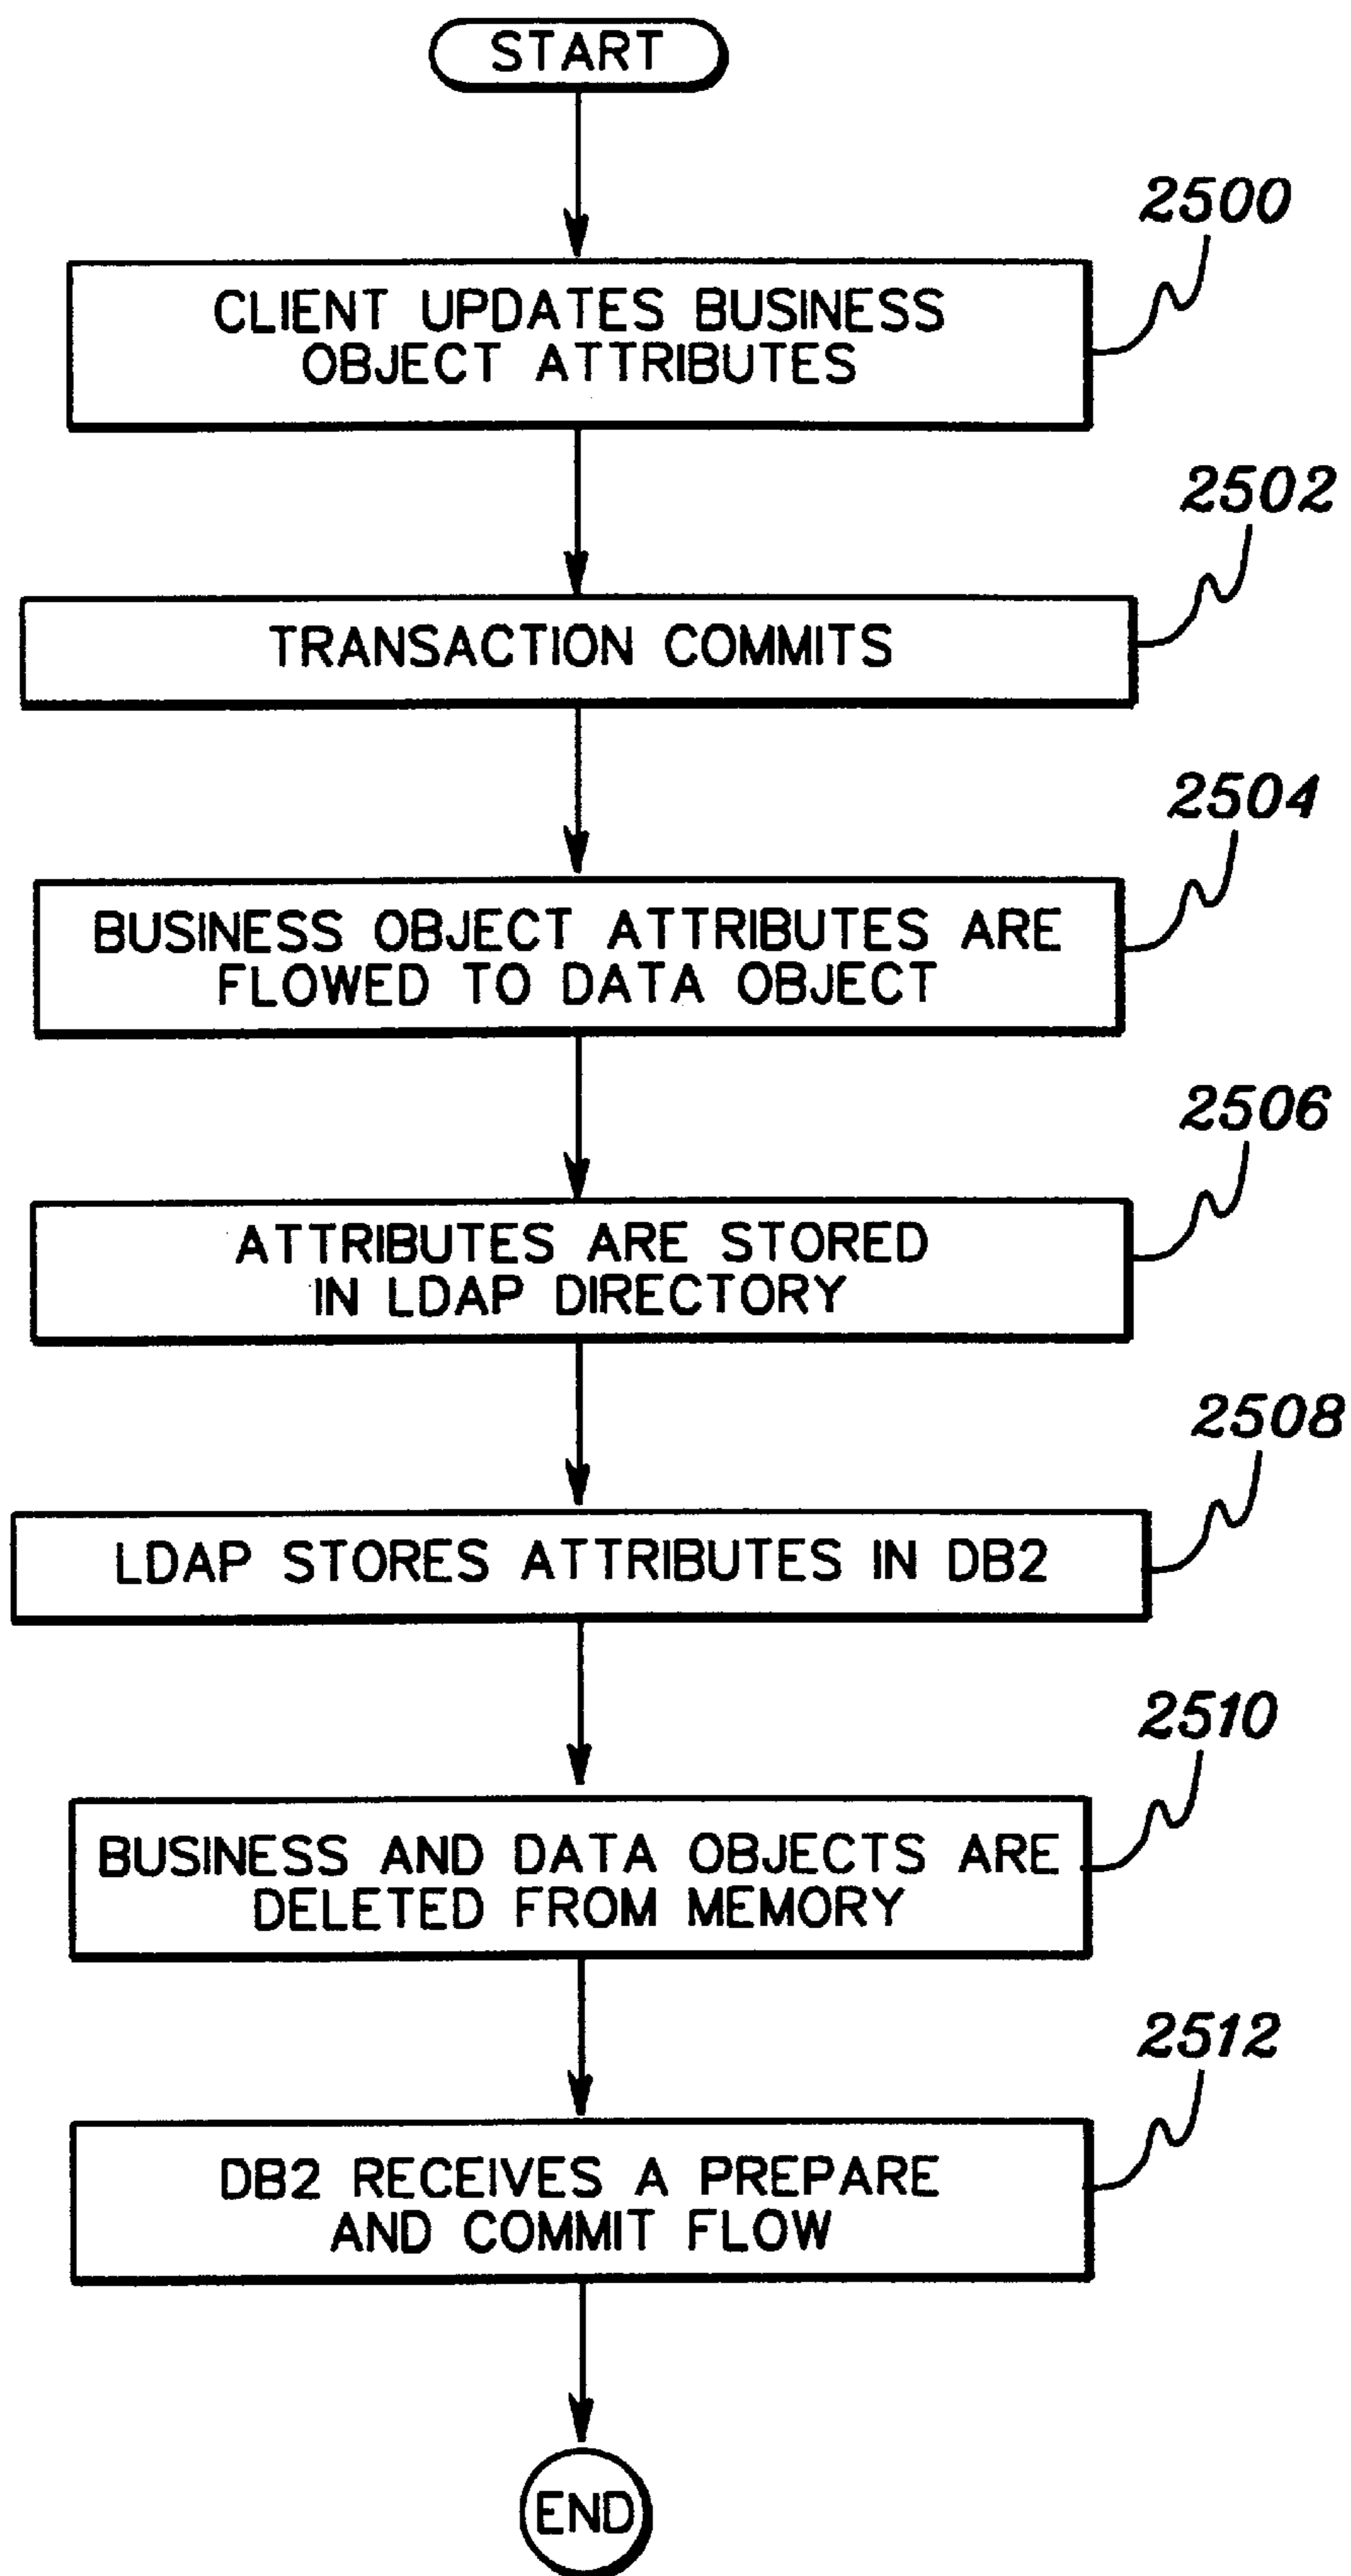 START
2500
CLIENT UPDATES BUSINESS
OBJECT ATTRIBUTES
2502
TRANSACTION COMMITS
2504
BUSINESS OBJECT ATTRIBUTES ARE
FLOWED TO DATA OBJECT
2506
ATTRIBUTES ARE STORED
IN LDAP DIRECTORY
2508
LDAP STORES ATTRIBUTES IN DB2
2510
BUSINESS AND DATA OBJECTS ARE
DELETED FROM MEMORY
2512
DB2 RECEIVES A PREPARE
AND COMMIT FLOW
END